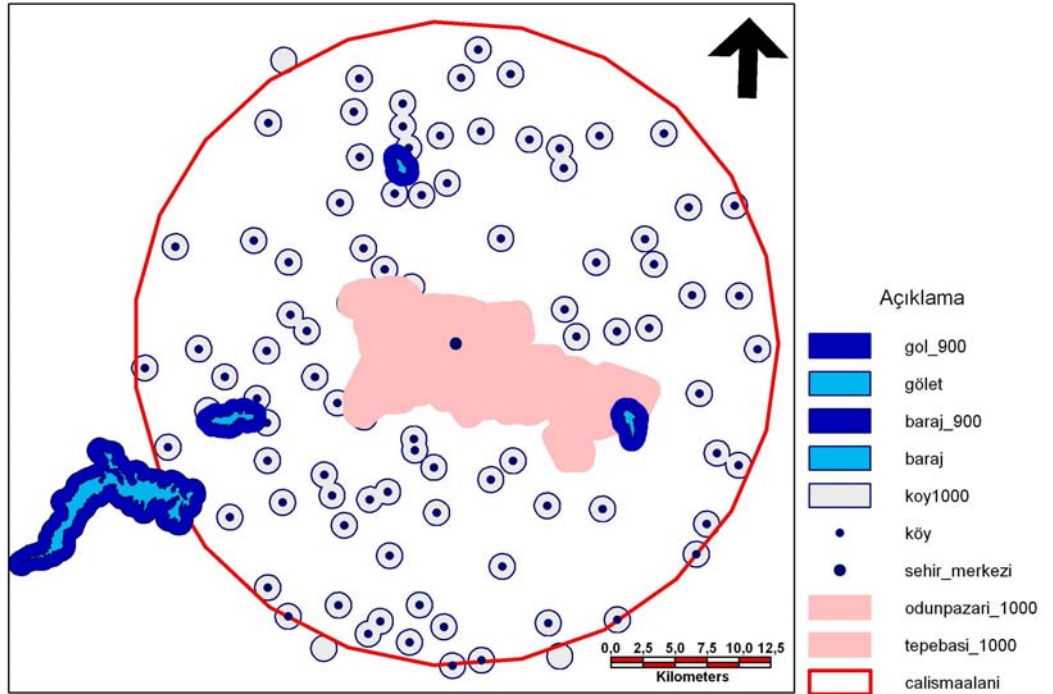 Açıklama
gol_900
gölet
baraj_900
baraj
koy1000
köy
sehir_merkezi
odunpazari_1000
tepebasi_1000
calismaalani
0,0 2,5 5,0 7,5 10,0 12,5
Kilometers